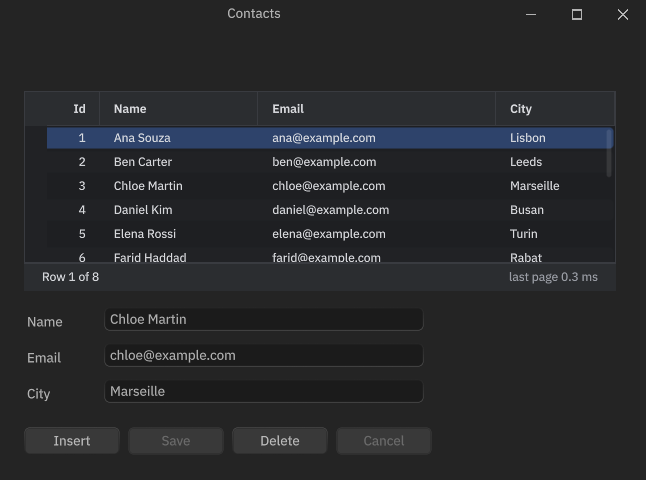 Contacts
Id Name Email City
1 Ana Souza ana@example.com Lisbon
2 Ben Carter ben@example.com Leeds
3 Chloe Martin chloe@example.com Marseille
4 Daniel Kim daniel@example.com Busan
5 Elena Rossi elena@example.com Turin
6 Farid Haddad farid@example.com Rabat
Row 1 of 8 last page 0.3 ms
Name Chloe Martin
Email chloe@example.com
City Marseille
Insert Save Delete Cancel